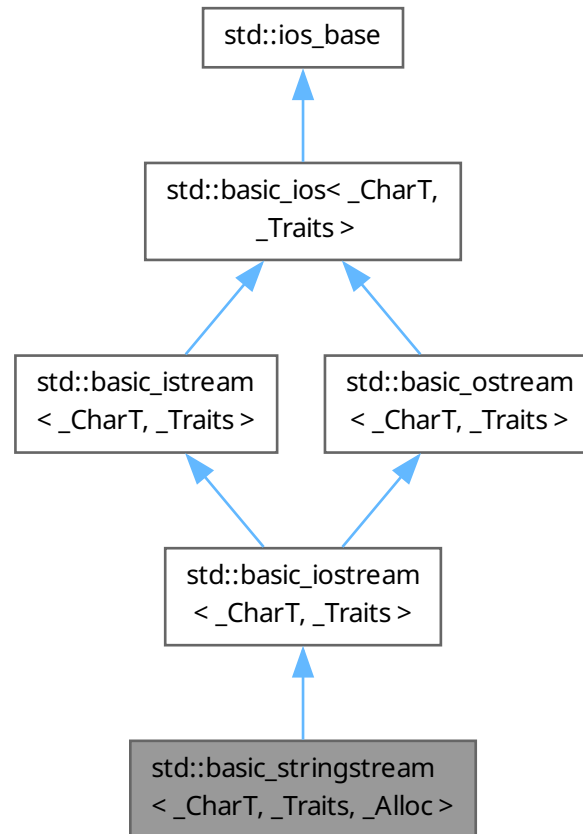 std::ios_base
std::basic_ios< _CharT,
_Traits >
std::basic_istream
< _CharT, _Traits >
std::basic_ostream
< _CharT, _Traits >
std::basic_iostream
< _CharT, _Traits >
std::basic_stringstream
< _CharT, _Traits, _Alloc >